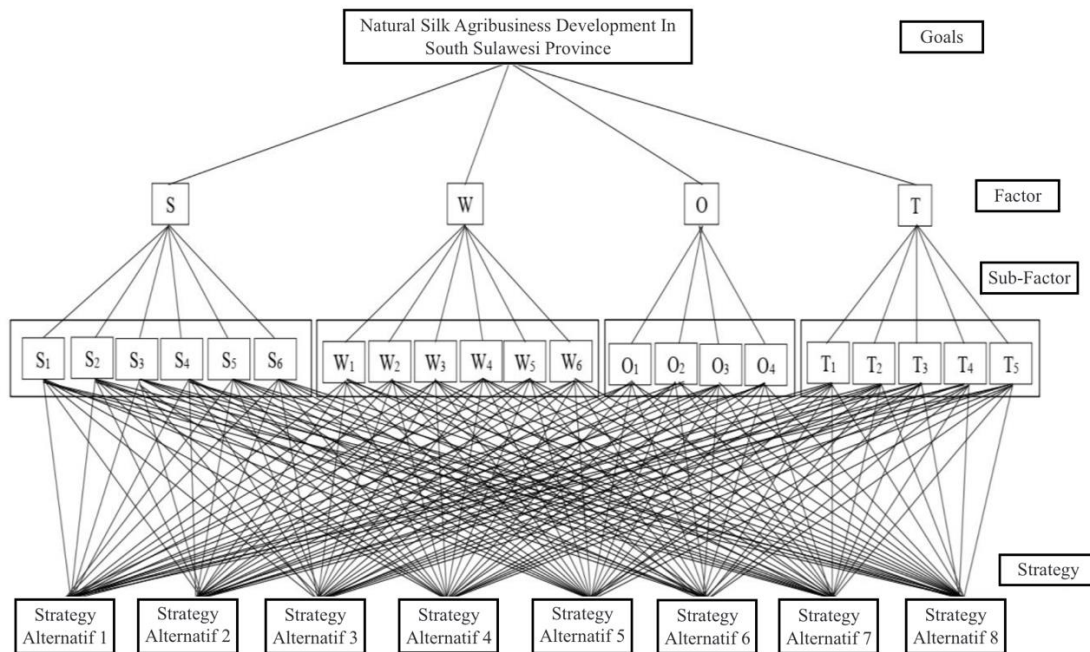 Natural Silk Agribusiness Development In
South Sulawesi Province
Goals
S
W
O
T
Factor
Sub-Factor
S1
S2
S3
S4
S5
S6
W1
W2
W3
W4
W5
W6
O1
O2
O3
O4
T1
T2
T3
T4
T5
Strategy
Strategy
Alternatif 1
Strategy
Alternatif 2
Strategy
Alternatif 3
Strategy
Alternatif 4
Strategy
Alternatif 5
Strategy
Alternatif 6
Strategy
Alternatif 7
Strategy
Alternatif 8